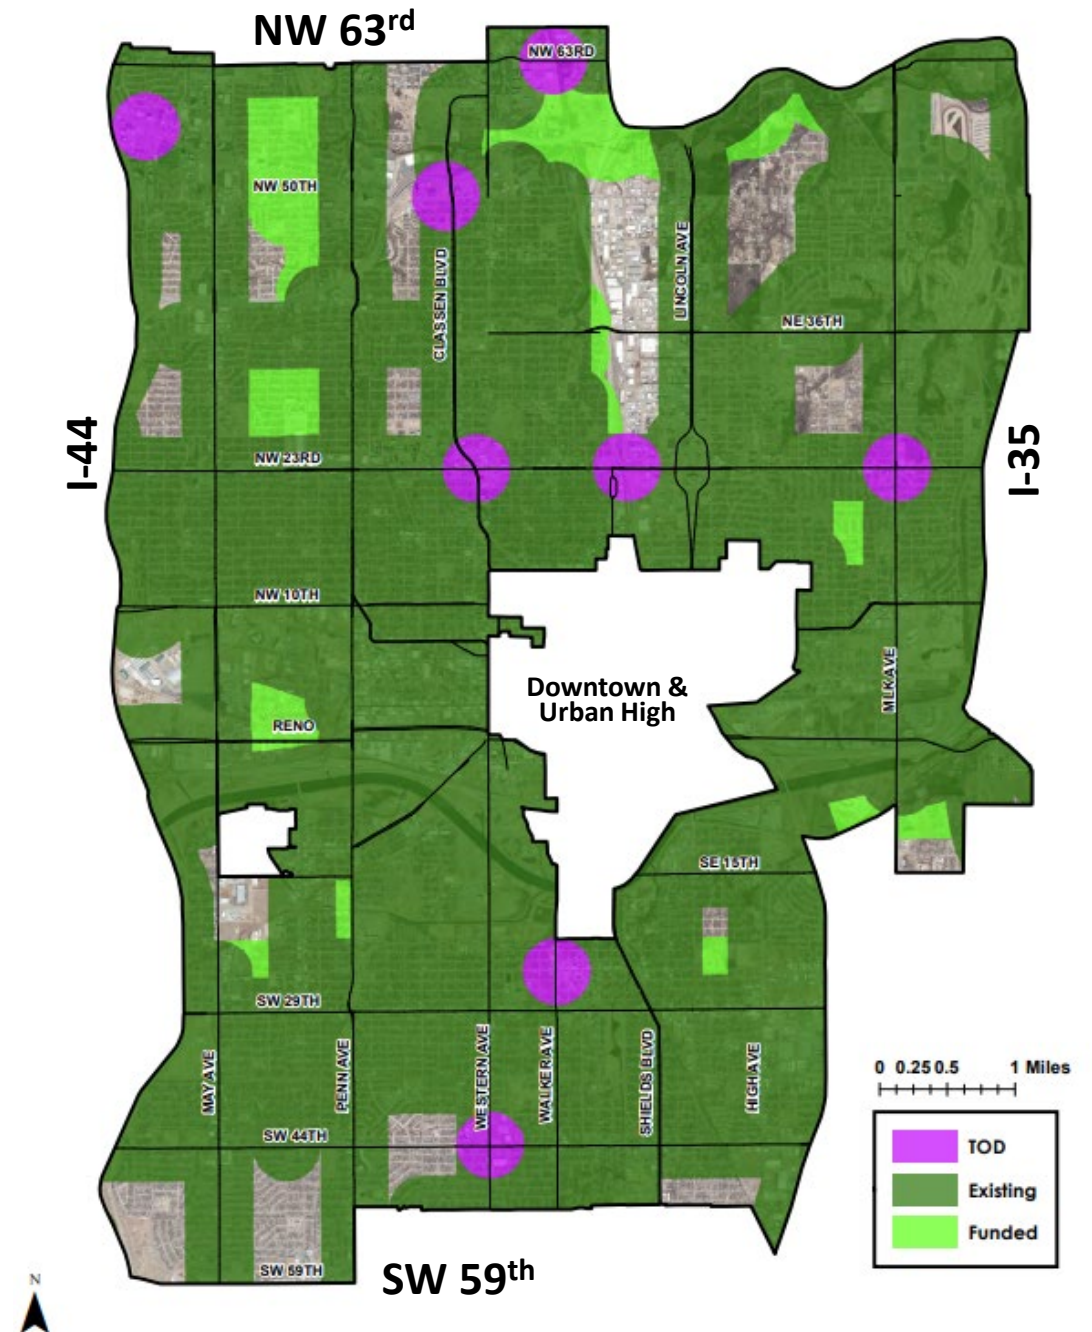 NW 63rd
NW 63RD
NW 50TH
CLASSEN BLVD
LINCOLN AVE
NE 36TH
I-44
I-35
NW 23RD
NW 10TH
Downtown &
Urban High
MLK AVE
RENO
SE 15TH
SW 29TH
MAY AVE
PENN AVE
WESTERN AVE
WALKER AVE
SHIELDS BLVD
HIGH AVE
0 0.25 0.5 1 Miles
SW 44TH
TOD
Existing
Funded
SW 59TH
SW 59th
N